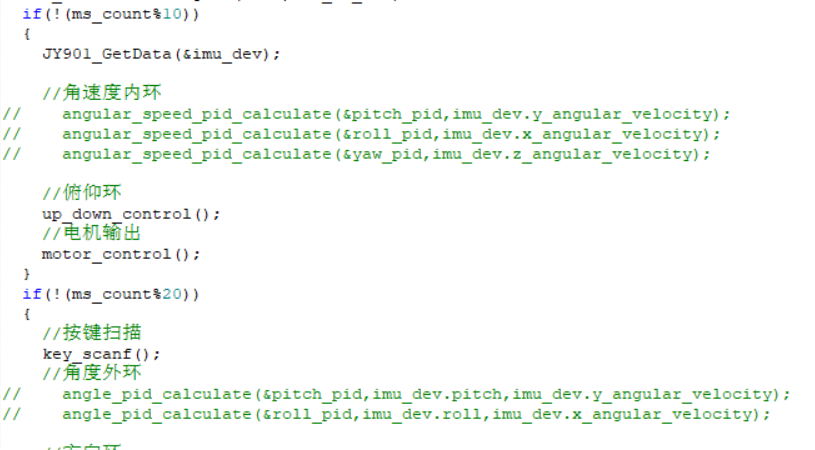 if(!(ms_count%10))
{
JY901_GetData(&imu_dev);
//角速度内环
// angular_speed_pid_calculate(&pitch_pid,imu_dev.y_angular_velocity);
// angular_speed_pid_calculate(&roll_pid,imu_dev.x_angular_velocity);
// angular_speed_pid_calculate(&yaw_pid,imu_dev.z_angular_velocity);
//俯仰环
up_down_control();
//电机输出
motor_control();
}
if(!(ms_count%20))
{
//按键扫描
key_scanf();
//角度外环
// angle_pid_calculate(&pitch_pid,imu_dev.pitch,imu_dev.y_angular_velocity);
// angle_pid_calculate(&roll_pid,imu_dev.roll,imu_dev.x_angular_velocity);